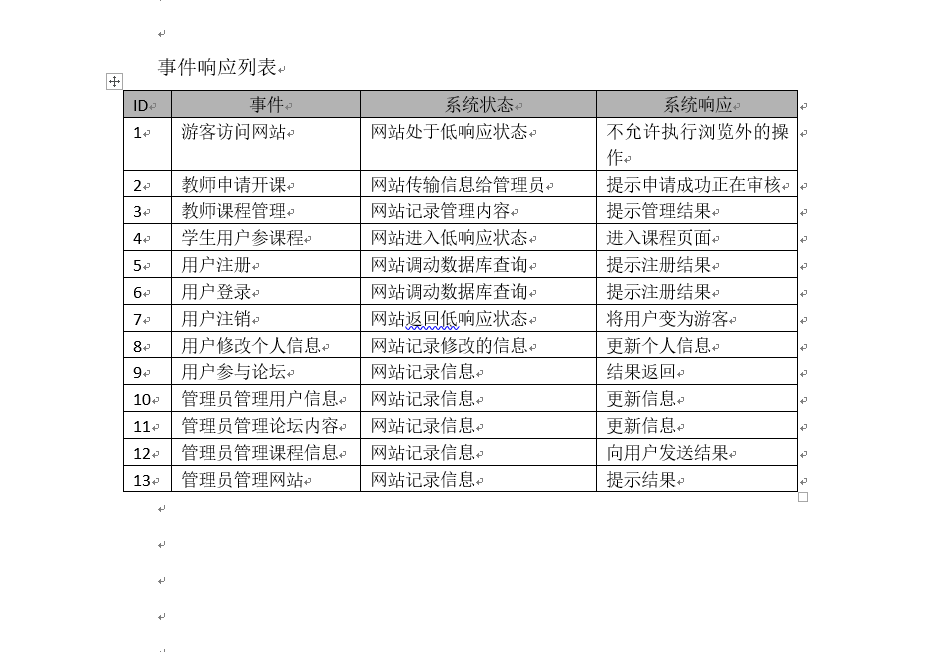 事件响应列表
ID 事件 系统状态 系统响应
1 游客访问网站 网站处于低响应状态 不允许执行浏览外的操
作
2 教师申请开课 网站传输信息给管理员 提示申请成功正在审核
3 教师课程管理 网站记录管理内容 提示管理结果
4 学生用户参课程 网站进入低响应状态 进入课程页面
5 用户注册 网站调动数据库查询 提示注册结果
6 用户登录 网站调动数据库查询 提示注册结果
7 用户注销 网站返回低响应状态 将用户变为游客
8 用户修改个人信息 网站记录修改的信息 更新个人信息
9 用户参与论坛 网站记录信息 结果返回
10 管理员管理用户信息 网站记录信息 更新信息
11 管理员管理论坛内容 网站记录信息 更新信息
12 管理员管理课程信息 网站记录信息 向用户发送结果
13 管理员管理网站 网站记录信息 提示结果